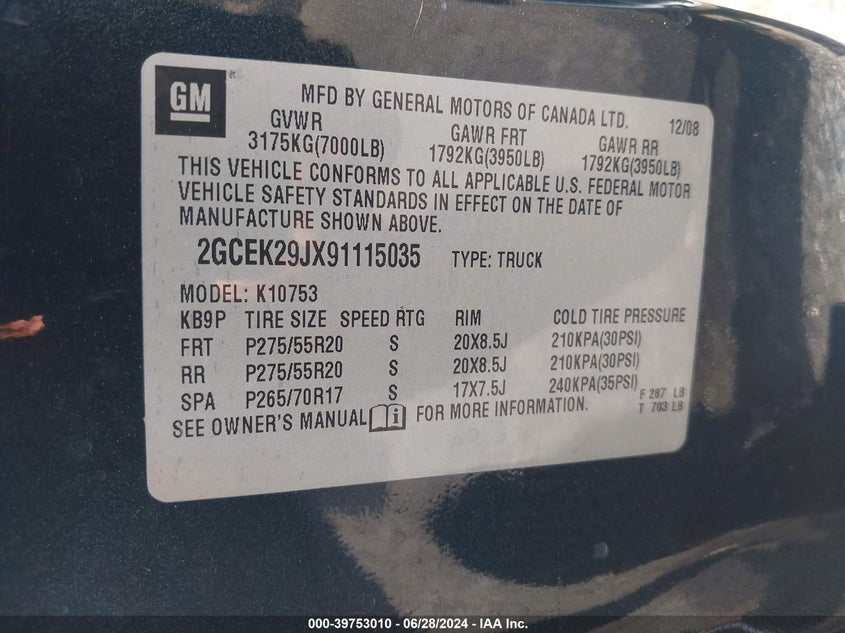 GM
MFD BY GENERAL MOTORS OF CANADA LTD. 12/08
GVWR GAWR FRT GAWR RR
3175KG(7000LB) 1792KG(3950LB) 1792KG(3950LB)
THIS VEHICLE CONFORMS TO ALL APPLICABLE U.S. FEDERAL MOTOR
VEHICLE SAFETY STANDARDS IN EFFECT ON THE DATE OF
MANUFACTURE SHOWN ABOVE.
2GCEK29JX91115035 TYPE: TRUCK
MODEL: K10753
KB9P TIRE SIZE SPEED RTG RIM COLD TIRE PRESSURE
FRT P275/55R20 S 20X8.5J 210KPA(30PSI)
RR P275/55R20 S 20X8.5J 210KPA(30PSI)
SPA P265/70R17 S 17X7.5J 240KPA(35PSI)
F 287 LB
T 703 LB
SEE OWNER'S MANUAL i FOR MORE INFORMATION.
000-39753010 - 06/28/2024 - IAA Inc.